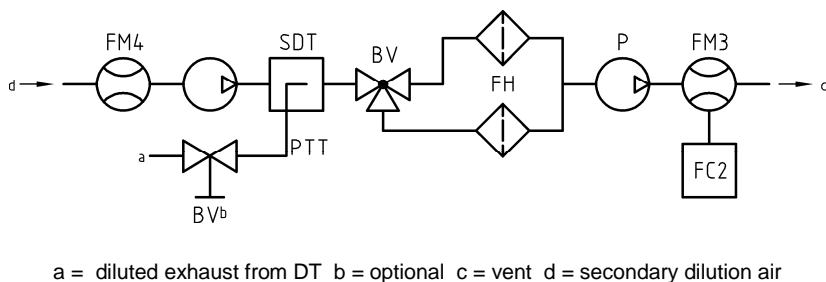 FM4
SDT
BV
P
FM3
d
FH
c
a
PTT
BVb
FC2
a = diluted exhaust from DT b = optional c = vent d = secondary dilution air